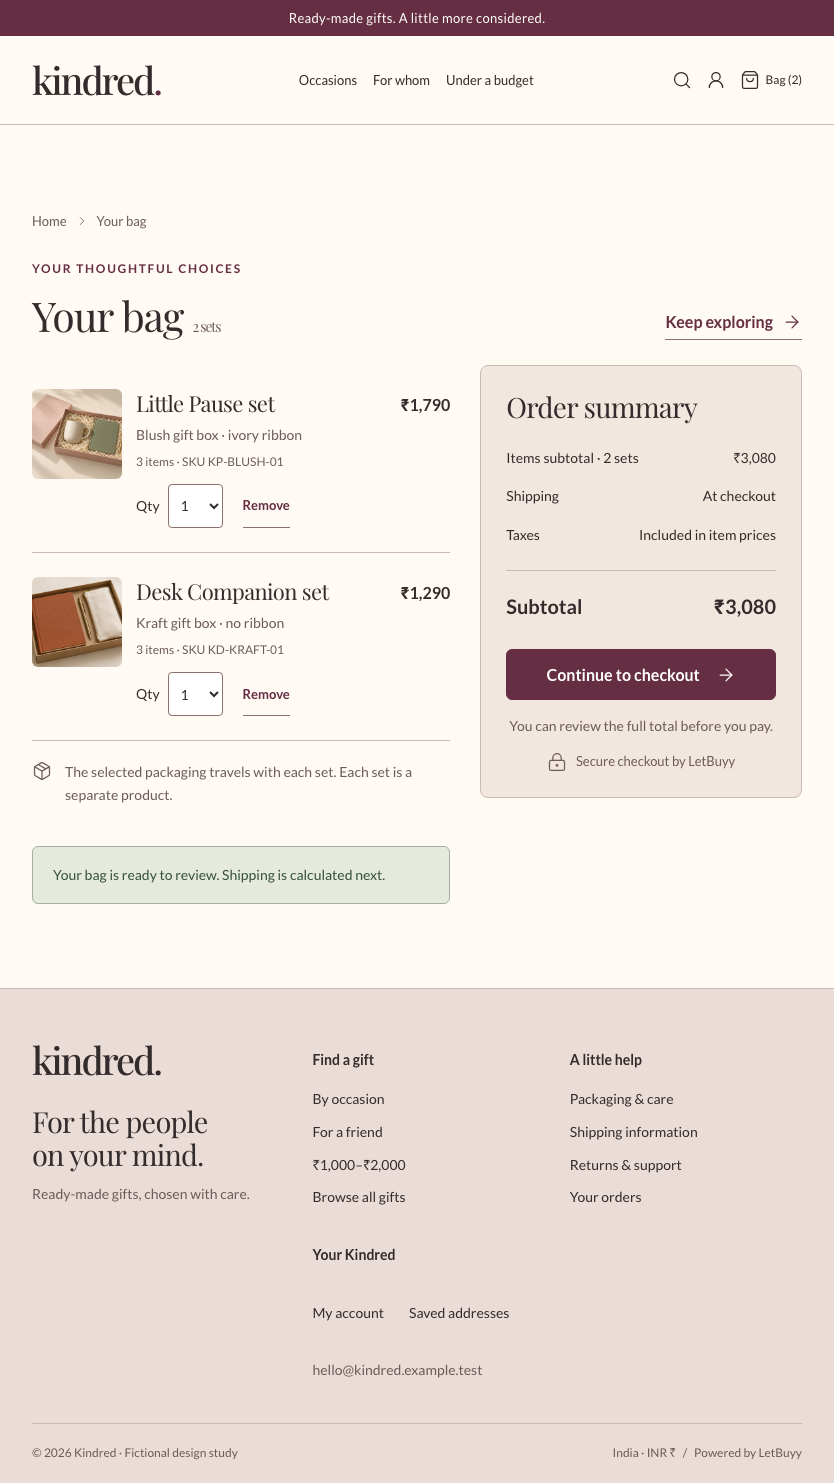 Ready-made gifts. A little more considered.
kindred.
Occasions For whom Under a budget
Bag (2)
Home > Your bag
YOUR THOUGHTFUL CHOICES
Your bag 2 sets
Keep exploring →
Little Pause set ₹1,790
Blush gift box · ivory ribbon
3 items · SKU KP-BLUSH-01
Qty 1 Remove
Desk Companion set ₹1,290
Kraft gift box · no ribbon
3 items · SKU KD-KRAFT-01
Qty 1 Remove
The selected packaging travels with each set. Each set is a
separate product.
Your bag is ready to review. Shipping is calculated next.
Order summary
Items subtotal · 2 sets ₹3,080
Shipping At checkout
Taxes Included in item prices
Subtotal ₹3,080
Continue to checkout →
You can review the full total before you pay.
Secure checkout by LetBuyy
kindred.
For the people
on your mind.
Ready-made gifts, chosen with care.
Find a gift
By occasion
For a friend
₹1,000–₹2,000
Browse all gifts
A little help
Packaging & care
Shipping information
Returns & support
Your orders
Your Kindred
My account Saved addresses
hello@kindred.example.test
© 2026 Kindred · Fictional design study
India · INR ₹ / Powered by LetBuyy